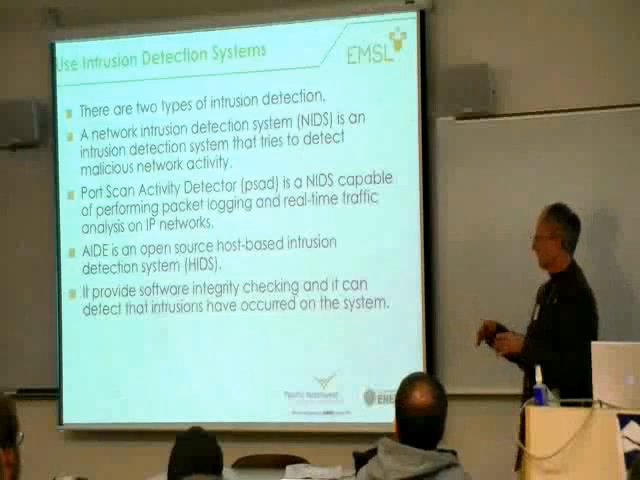 Use Intrusion Detection Systems
EMSL
There are two types of intrusion detection.
A network intrusion detection system (NIDS) is an
intrusion detection system that tries to detect
malicious network activity.
Port Scan Activity Detector (psad) is a NIDS capable
of performing packet logging and real-time traffic
analysis on IP networks.
AIDE is an open source host-based intrusion
detection system (HIDS).
It provide software integrity checking and it can
detect that intrusions have occurred on the system.
Pacific Northwest